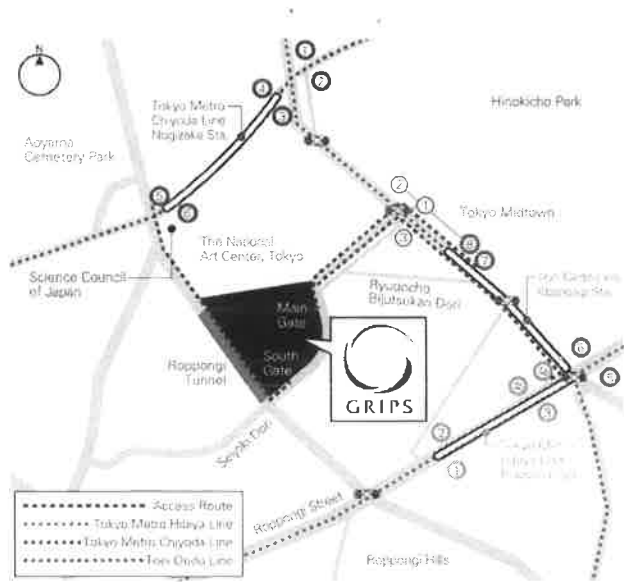 N
Aoyama
Cemetery Park
Tokyo Metro
Chiyoda Line
Nogizaka Sta.
Hinokicho Park
Tokyo Midtown
The National
Art Center, Tokyo
Science Council
of Japan
Roppongi
Tunnel
Main
Gate
South
Gate
GRIPS
Bijutsukan Dori
Roppongi Street
Roppongi Hills
Access Route
Tokyo Metro Hibiya Line
Tokyo Metro Chiyoda Line
Toei Oedo Line